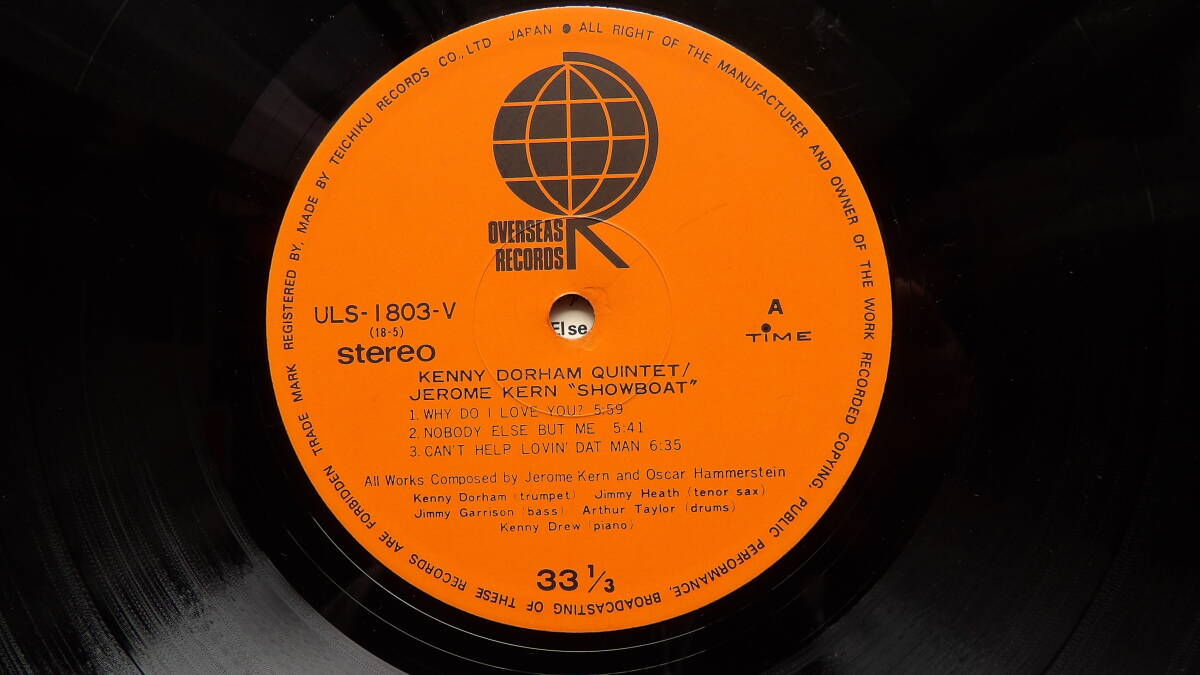 TRADE MARK REGISTERED BY, MADE BY TEICHIKU RECORDS CO., LTD JAPAN ● ALL RIGHT OF THE MANUFACTURER AND OWNER OF THE WORK RECORDED COPYING, PUBLIC PERFORMANCE, BROADCASTING OF THESE RECORDS ARE FORBIDDEN
OVERSEAS
RECORDS
R
ULS-1803-V
(18-5)
stereo
Else
A
TIME
KENNY DORHAM QUINTET/
JEROME KERN "SHOWBOAT"
1. WHY DO I LOVE YOU? 5:59
2. NOBODY ELSE BUT ME 5:41
3. CAN'T HELP LOVIN' DAT MAN 6:35
All Works Composed by Jerome Kern and Oscar Hammerstein
Kenny Dorham (trumpet) Jimmy Heath (tenor sax)
Jimmy Garrison (bass) Arthur Taylor (drums)
Kenny Drew (piano)
33 1/3